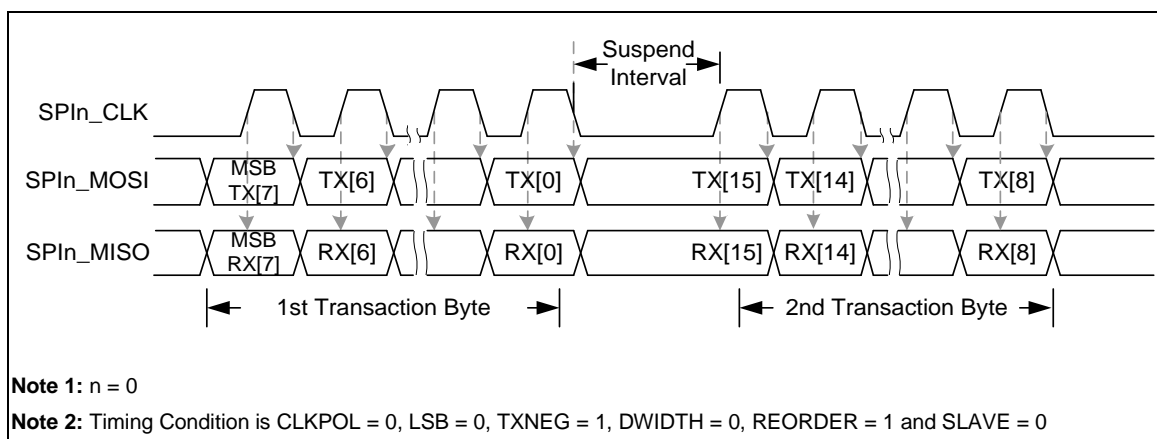 Suspend
Interval
SPIn_CLK
SPIn_MOSI
MSB
TX[7]
TX[6]
TX[0]
TX[15]
TX[14]
TX[8]
SPIn_MISO
MSB
RX[7]
RX[6]
RX[0]
RX[15]
RX[14]
RX[8]
1st Transaction Byte
2nd Transaction Byte
Note 1: n = 0
Note 2: Timing Condition is CLKPOL = 0, LSB = 0, TXNEG = 1, DWIDTH = 0, REORDER = 1 and SLAVE = 0